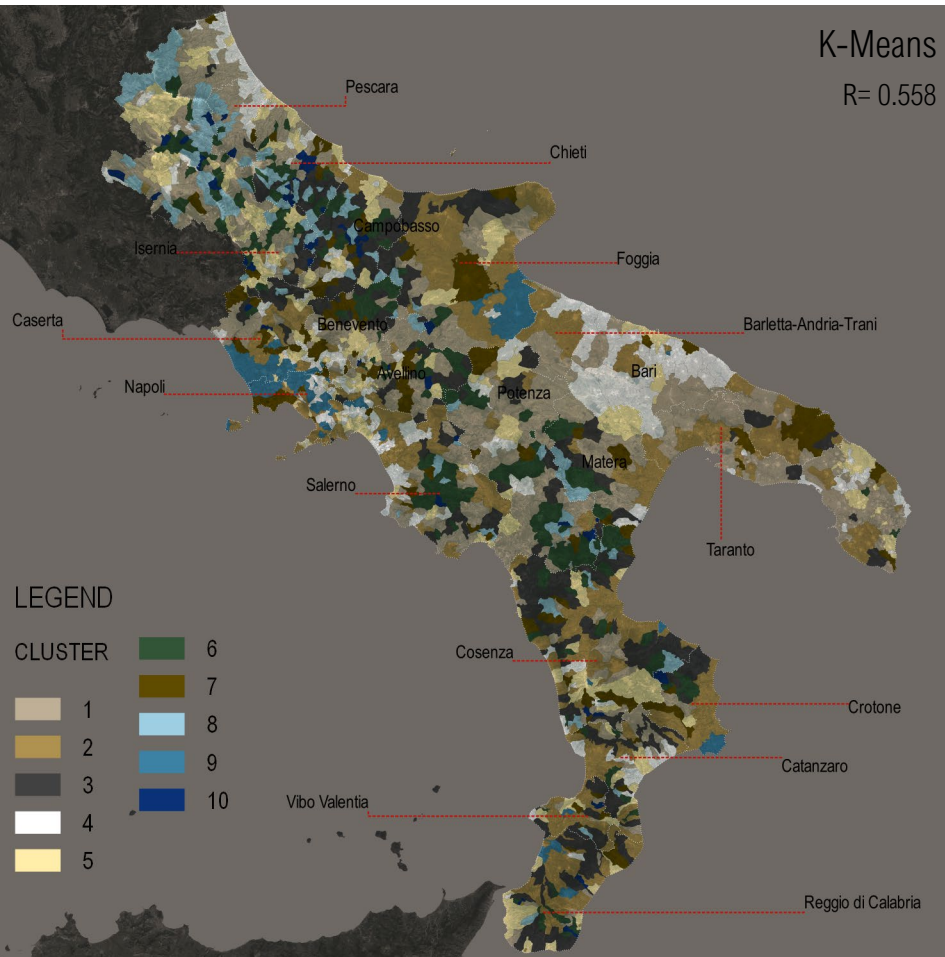 K-Means
R= 0.558
Pescara
Chieti
Campobasso
Isernia
Foggia
Caserta
Benevento
Barletta-Andria-Trani
Avellino
Bari
Napoli
Potenza
Matera
Salerno
Taranto
LEGEND
CLUSTER
1
2
3
4
5
6
7
8
9
10
Cosenza
Crotone
Catanzaro
Vibo Valentia
Reggio di Calabria